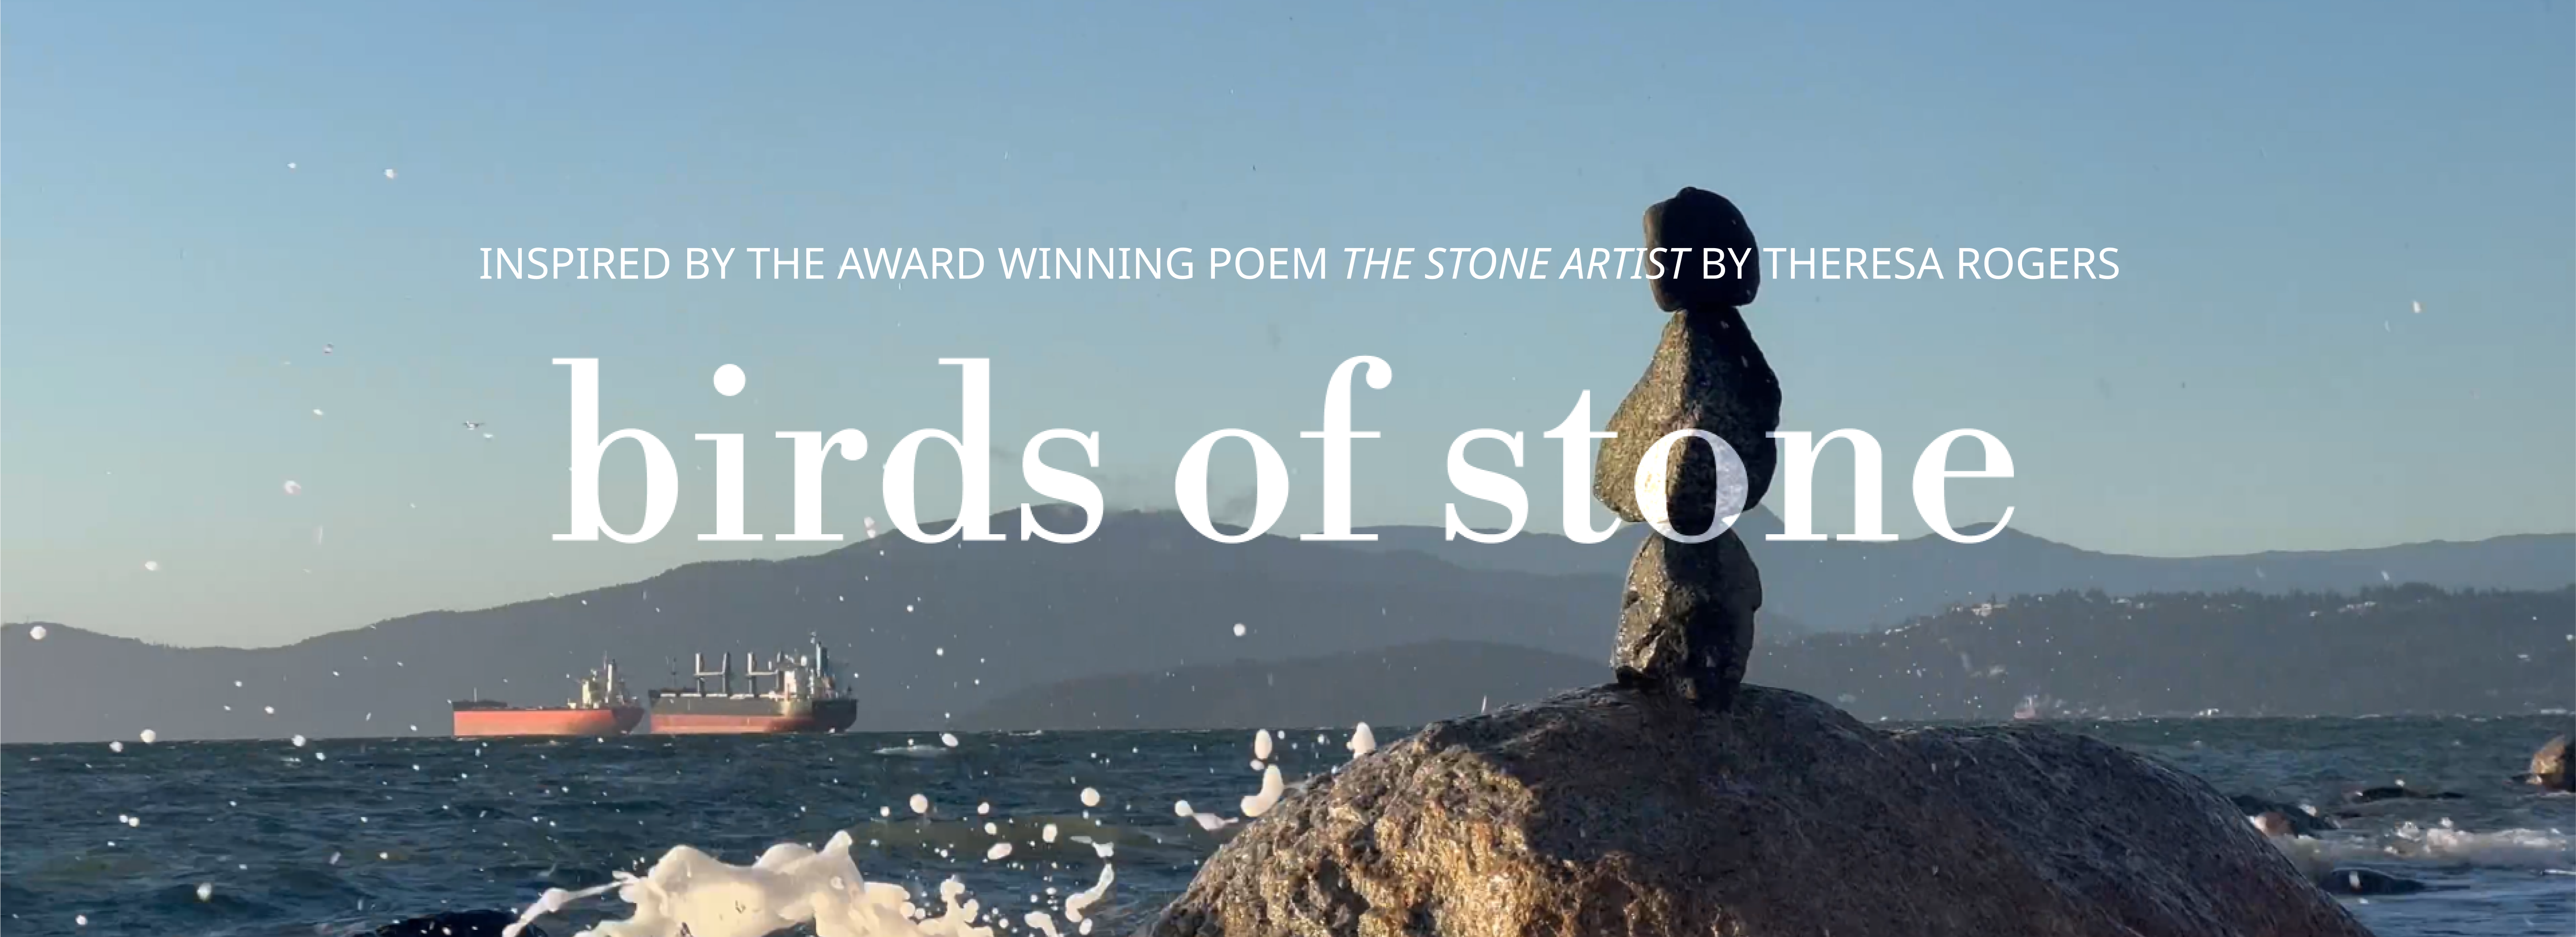 INSPIRED BY THE AWARD WINNING POEM THE STONE ARTIST BY THERESA ROGERS
birds of stone